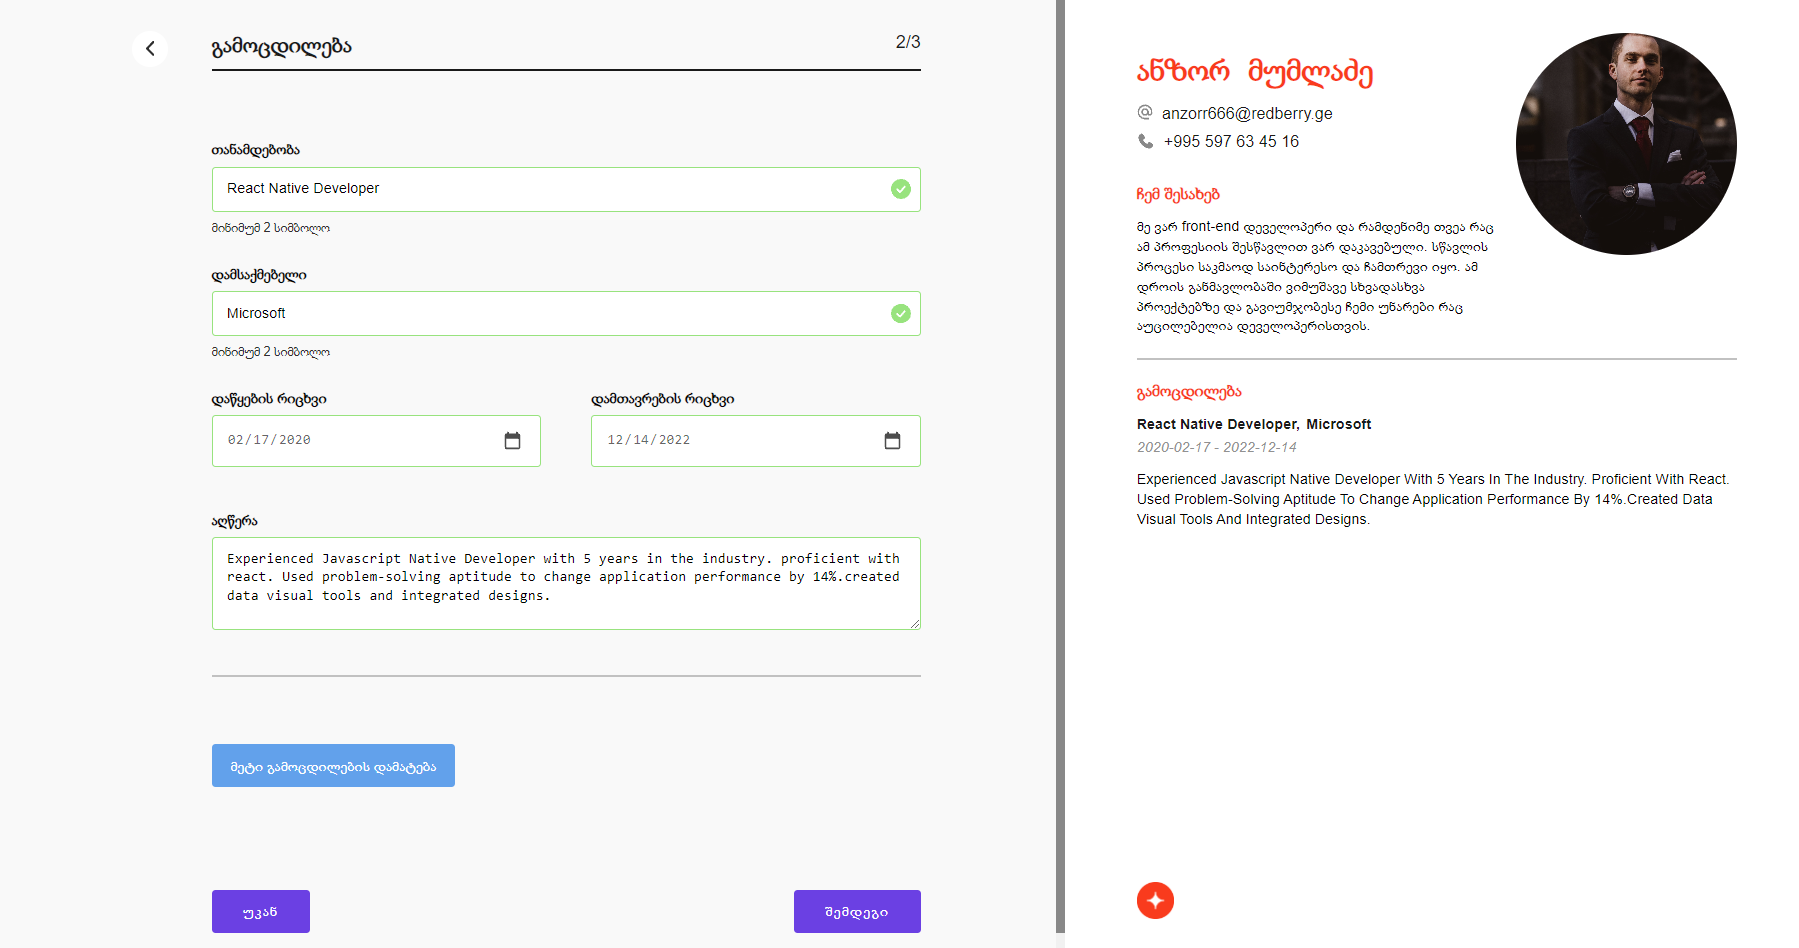 გამოცდილება
2/3
თანამდებობა
React Native Developer
მინიმუმ 2 სიმბოლო
დამსაქმებელი
Microsoft
მინიმუმ 2 სიმბოლო
დაწყების რიცხვი
დამთავრების რიცხვი
02/17/2020
12/14/2022
აღწერა
Experienced Javascript Native Developer with 5 years in the industry. proficient with
react. Used problem-solving aptitude to change application performance by 14%.created
data visual tools and integrated designs.
მეტი გამოცდილების დამატება
უკან
შემდეგი
ანზორ მუმლაძე
anzorr666@redberry.ge
+995 597 63 45 16
ჩემ შესახებ
მე ვარ front-end დეველოპერი და რამდენიმე თვეა რაც
ამ პროფესიის შესწავლით ვარ დაკავებული. სწავლის
პროცესი საკმაოდ საინტერესო და ჩამთრევი იყო. ამ
დროის განმავლობაში ვიმუშავე სხვადასხვა
პროექტებზე და გავიუმჯობესე ჩემი უნარები რაც
აუცილებელია დეველოპერისთვის.
გამოცდილება
React Native Developer, Microsoft
2020-02-17 - 2022-12-14
Experienced Javascript Native Developer With 5 Years In The Industry. Proficient With React.
Used Problem-Solving Aptitude To Change Application Performance By 14%.Created Data
Visual Tools And Integrated Designs.